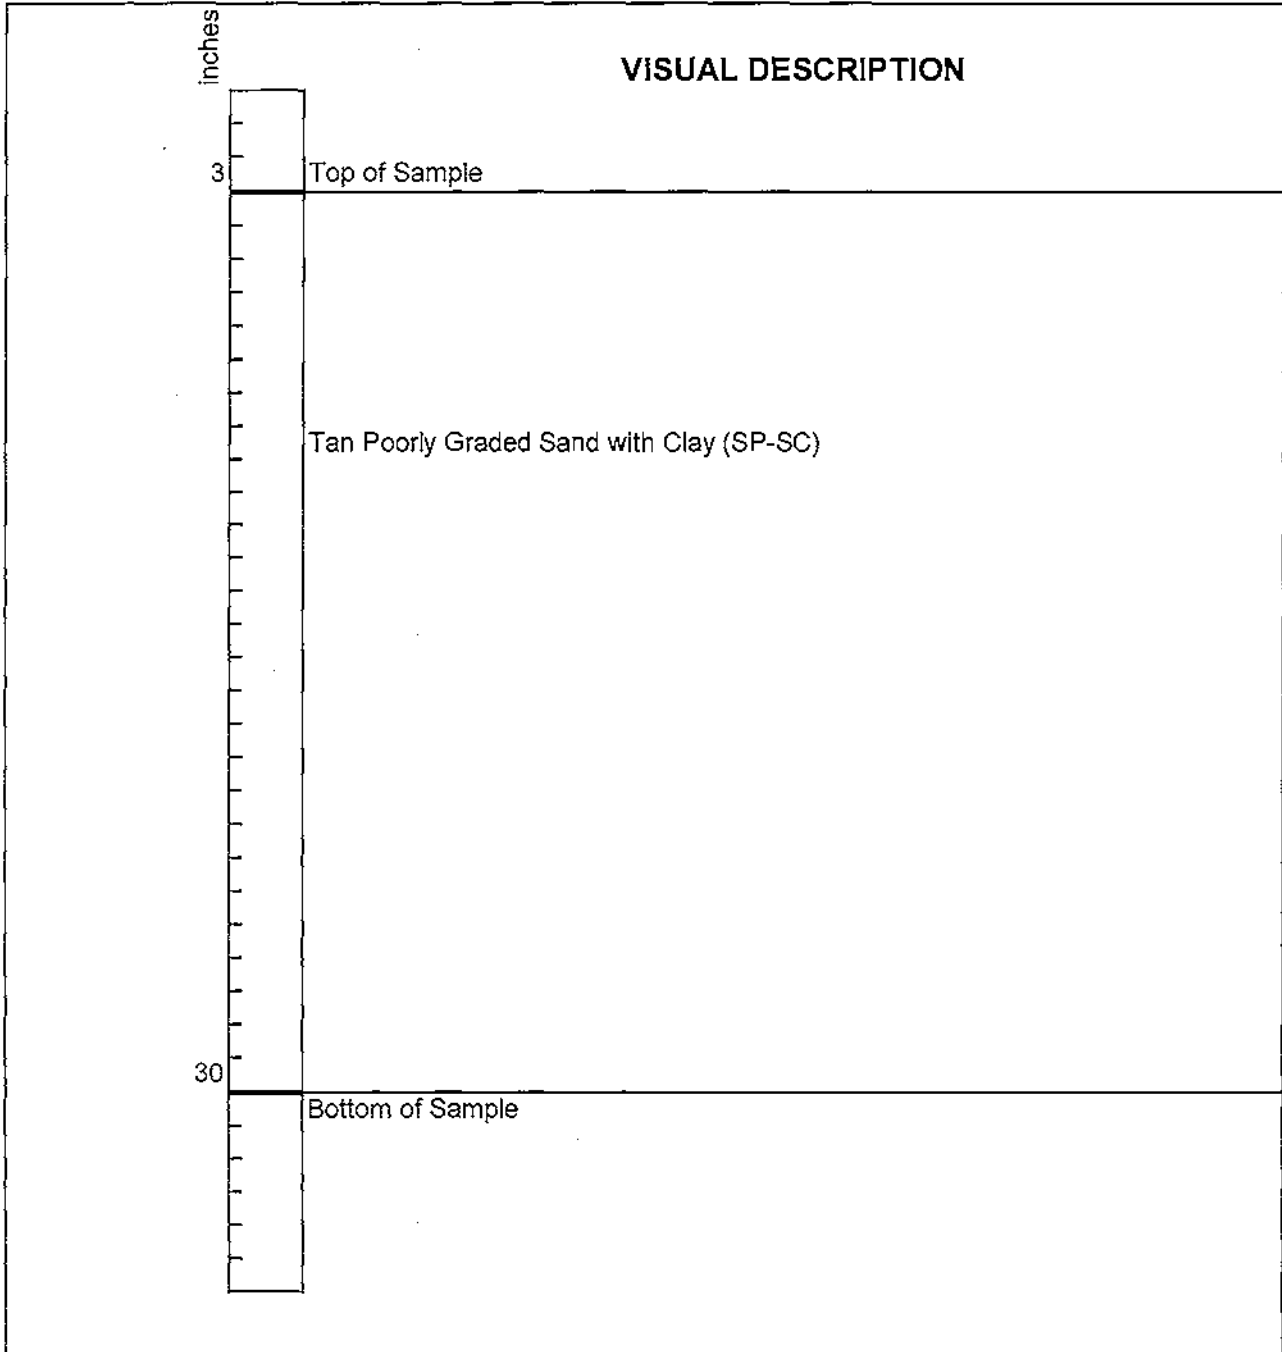 inches
VISUAL DESCRIPTION
3
Top of Sample
Tan Poorly Graded Sand with Clay (SP-SC)
30
Bottom of Sample